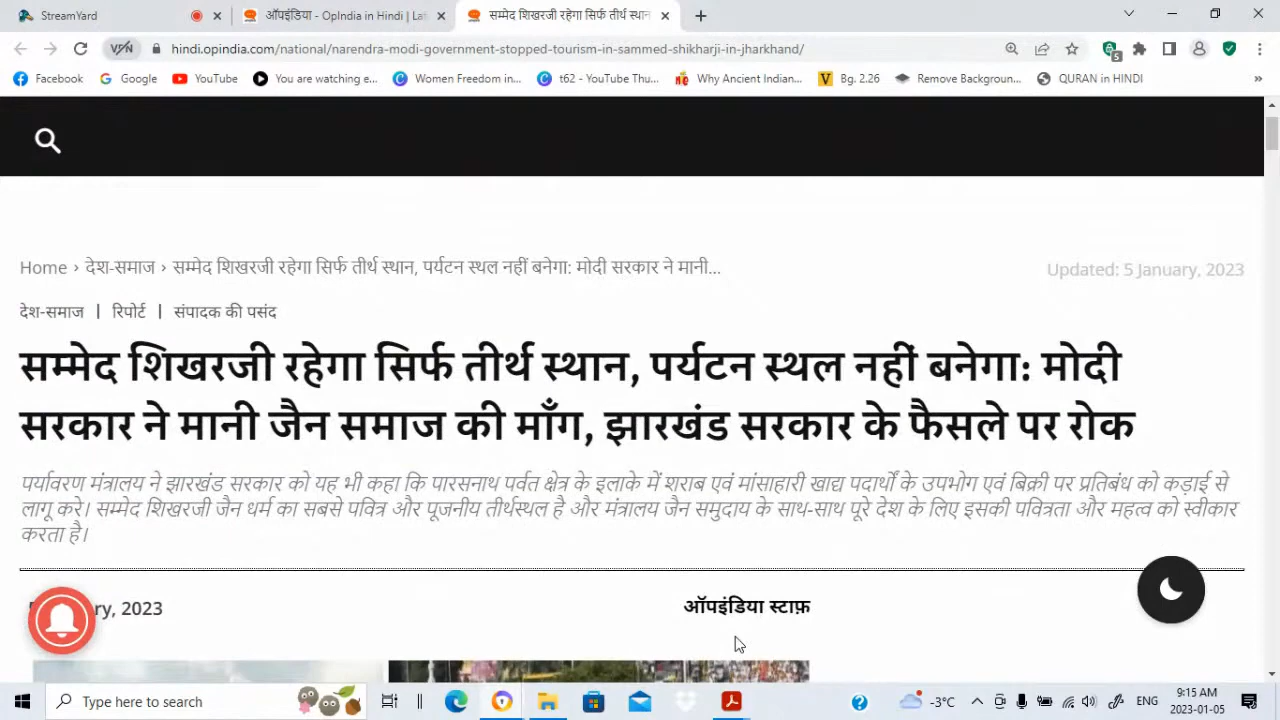 StreamYard
ऑपइंडिया - OpIndia in Hindi | Lat
सम्मेद शिखरजी रहेगा सिर्फ तीर्थ स्थान
VPN
hindi.opindia.com/national/narendra-modi-government-stopped-tourism-in-sammed-shikharji-in-jharkhand/
5
Facebook
Google
YouTube
You are watching e...
Women Freedom in...
t62 - YouTube Thu...
Why Ancient Indian...
Bg. 2.26
Remove Backgroun...
QURAN in HINDI
»
Home › देश-समाज › सम्मेद शिखरजी रहेगा सिर्फ तीर्थ स्थान, पर्यटन स्थल नहीं बनेगा: मोदी सरकार ने मानी...
Updated: 5 January, 2023
देश-समाज | रिपोर्ट | संपादक की पसंद
सम्मेद शिखरजी रहेगा सिर्फ तीर्थ स्थान, पर्यटन स्थल नहीं बनेगा: मोदी
सरकार ने मानी जैन समाज की माँग, झारखंड सरकार के फैसले पर रोक
पर्यावरण मंत्रालय ने झारखंड सरकार को यह भी कहा कि पारसनाथ पर्वत क्षेत्र के इलाके में शराब एवं मांसाहारी खाद्य पदार्थों के उपभोग एवं बिक्री पर प्रतिबंध को कड़ाई से
लागू करे। सम्मेद शिखरजी जैन धर्म का सबसे पवित्र और पूजनीय तीर्थस्थल है और मंत्रालय जैन समुदाय के साथ-साथ पूरे देश के लिए इसकी पवित्रता और महत्व को स्वीकार
करता है।
ry, 2023
ऑपइंडिया स्टाफ़
Type here to search
-3°C
ENG
9:15 AM
2023-01-05